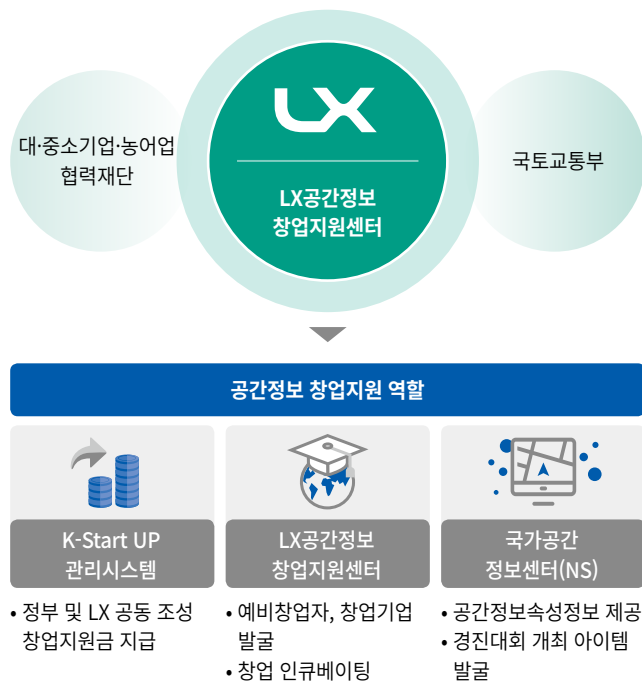 대·중소기업·농어업
협력재단
LX
LX공간정보
창업지원센터
국토교통부
공간정보 창업지원 역할
K-Start UP
관리시스템
• 정부 및 LX 공동 조성
창업지원금 지급
LX공간정보
창업지원센터
• 예비창업자, 창업기업
발굴
• 창업 인큐베이팅
국가공간
정보센터(NS)
• 공간정보속성정보 제공
• 경진대회 개최 아이템
발굴